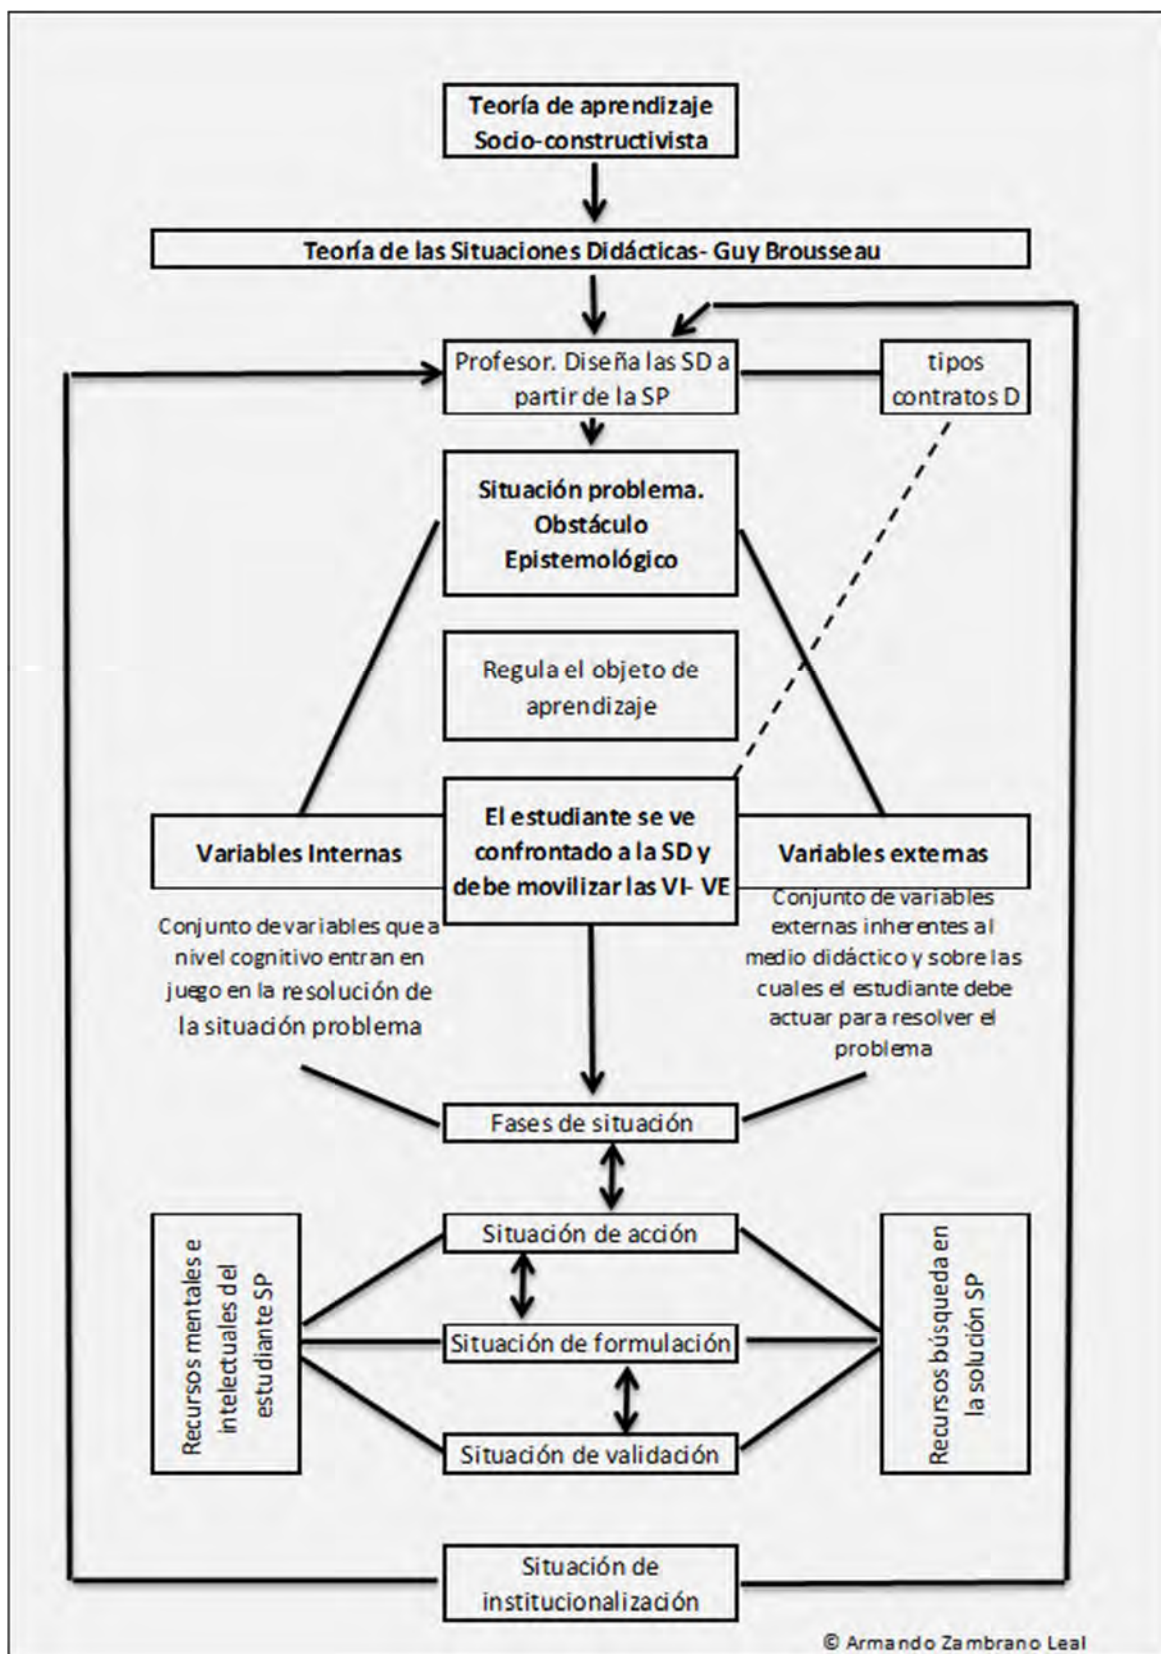 Teoría de aprendizaje
Socio-constructivista
Teoría de las Situaciones Didácticas- Guy Brousseau
Profesor. Diseña las SD a
partir de la SP
tipos
contratos D
Situación problema.
Obstáculo
Epistemológico
Regula el objeto de
aprendizaje
Variables Internas
El estudiante se ve
confrontado a la SD y
debe movilizar las VI- VE
Variables externas
Conjunto de variables que a
nivel cognitivo entran en
juego en la resolución de
la situación problema
Conjunto de variables
externas inherentes al
medio didáctico y sobre las
cuales el estudiante debe
actuar para resolver el
problema
Fases de situación
Recursos mentales e
intelectuales del
estudiante SP
Situación de acción
Situación de formulación
Situación de validación
Recursos búsqueda en
la solución SP
Situación de
institucionalización
© Armando Zambrano Leal